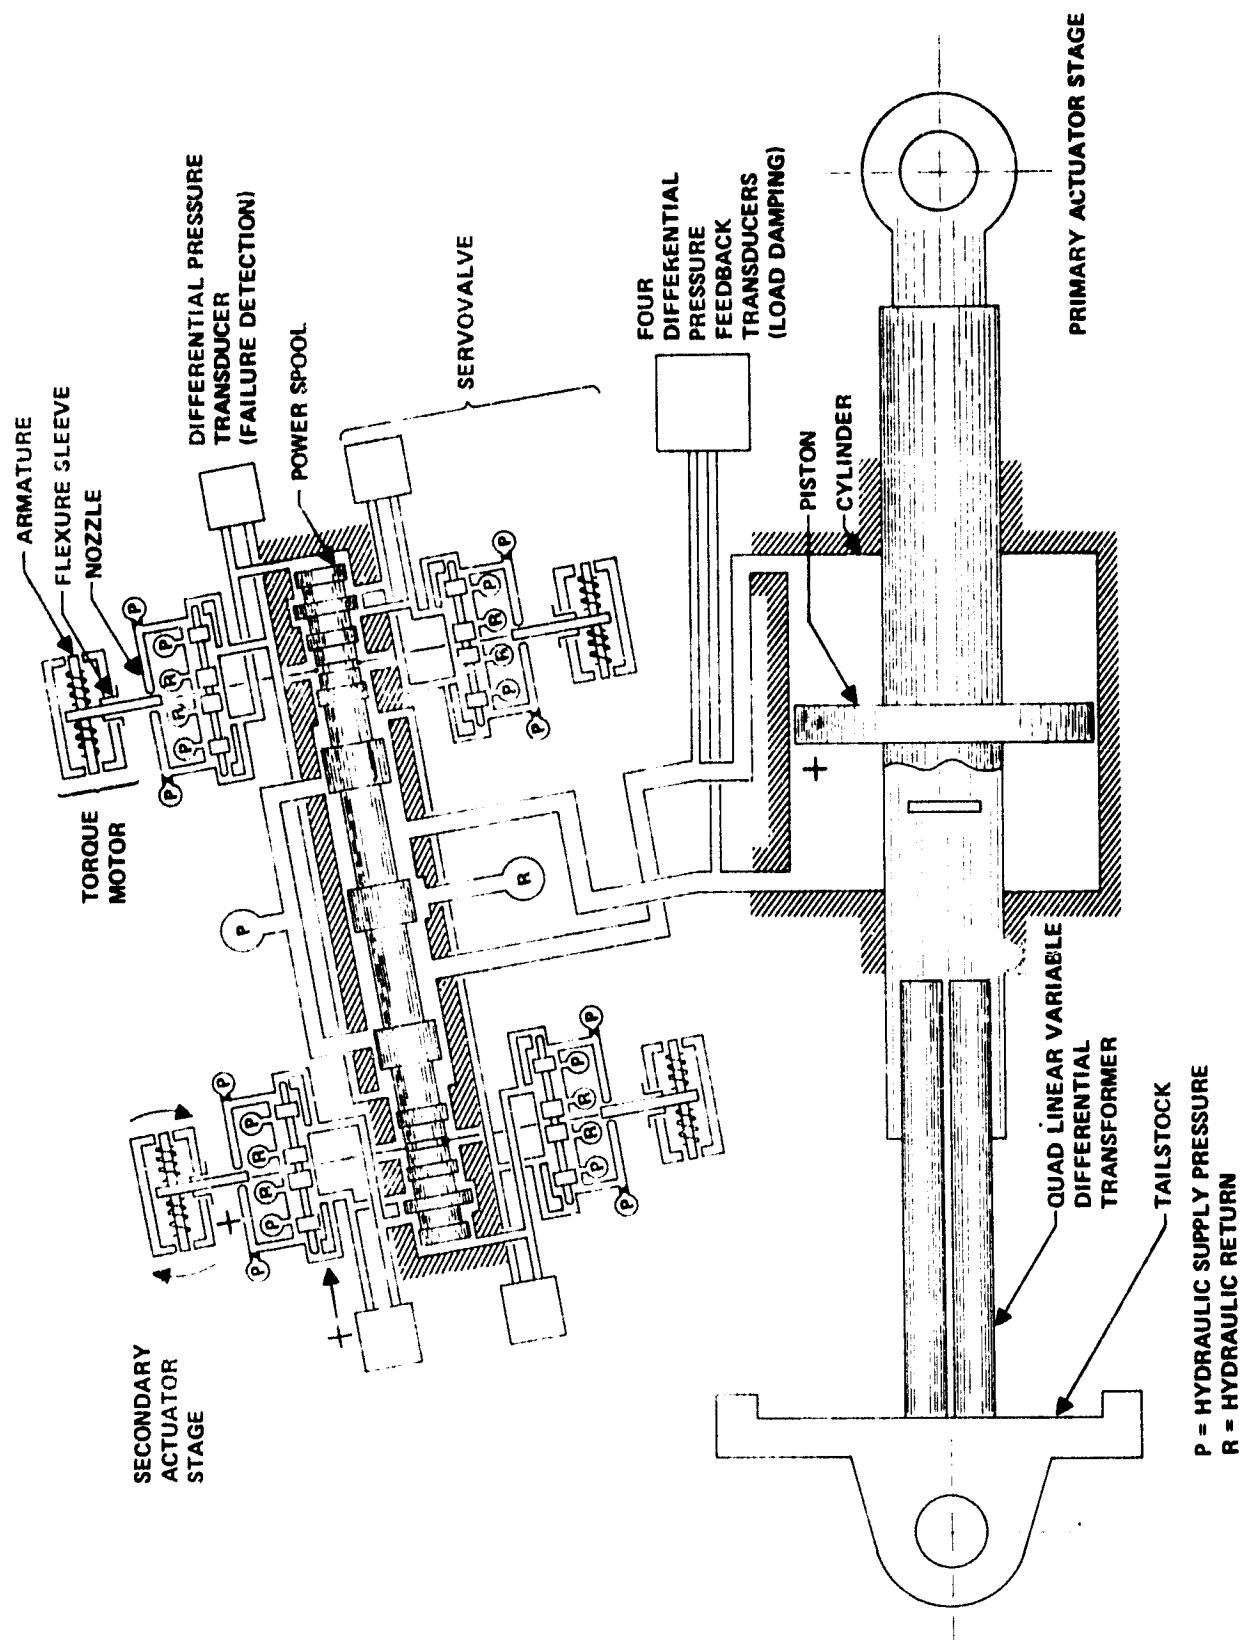 ARMATURE
FLEXURE SLEEVE
NOZZLE
TORQUE
MOTOR
DIFFERENTIAL PRESSURE
TRANSDUCER
(FAILURE DETECTION)
POWER SPOOL
SERVOVALVE
SECONDARY
ACTUATOR
STAGE
FOUR
DIFFERENTIAL
PRESSURE
FEEDBACK
TRANSDUCERS
(LOAD DAMPING)
PISTON
CYLINDER
PRIMARY ACTUATOR STAGE
QUAD LINEAR VARIABLE
DIFFERENTIAL
TRANSFORMER
TAILSTOCK
P = HYDRAULIC SUPPLY PRESSURE
R = HYDRAULIC RETURN
P
P
R
R
P
P
P
P
R
R
P
P
P
R
P
P
R
R
P
P
P
P
R
R
P
P
+
+
+